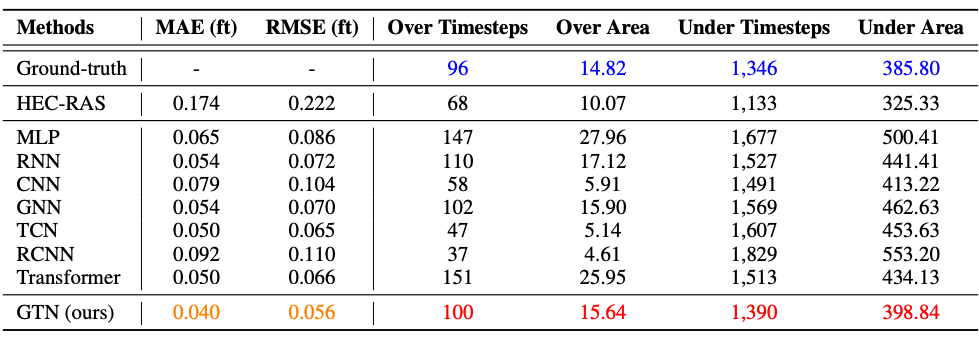 Methods MAE (ft) RMSE (ft) Over Timesteps Over Area Under Timesteps Under Area
Ground-truth - - 96 14.82 1,346 385.80
HEC-RAS 0.174 0.222 68 10.07 1,133 325.33
MLP 0.065 0.086 147 27.96 1,677 500.41
RNN 0.054 0.072 110 17.12 1,527 441.41
CNN 0.079 0.104 58 5.91 1,491 413.22
GNN 0.054 0.070 102 15.90 1,569 462.63
TCN 0.050 0.065 47 5.14 1,607 453.63
RCNN 0.092 0.110 37 4.61 1,829 553.20
Transformer 0.050 0.066 151 25.95 1,513 434.13
GTN (ours) 0.040 0.056 100 15.64 1,390 398.84